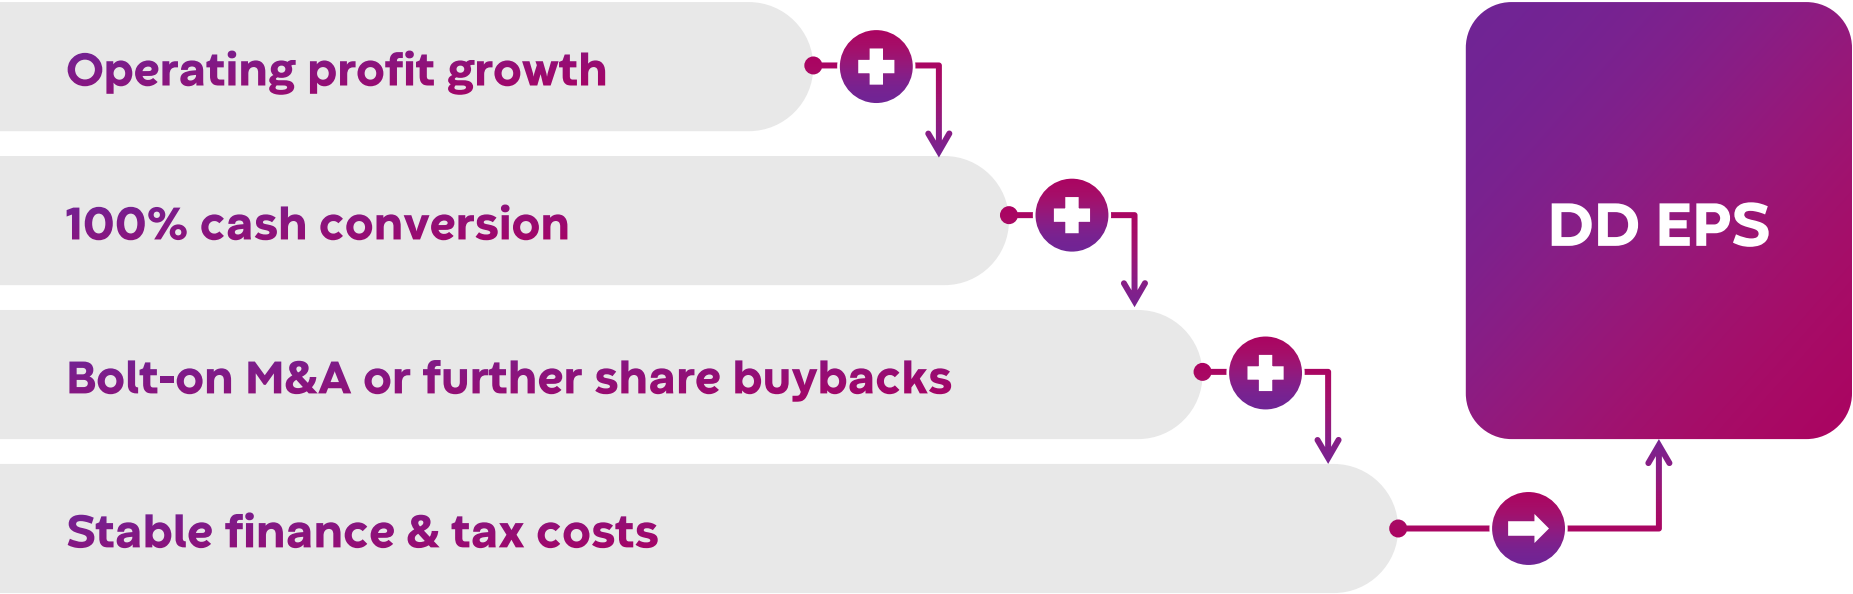 Operating profit growth
100% cash conversion
Bolt-on M&A or further share buybacks
Stable finance & tax costs
DD EPS